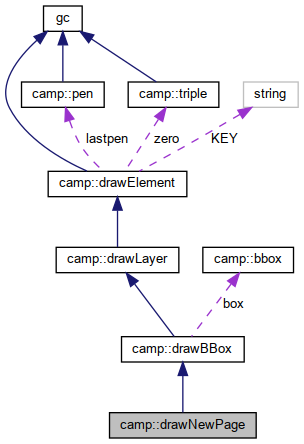 gc
camp::pen
camp::triple
string
lastpen
zero
KEY
camp::drawElement
camp::drawLayer
camp::bbox
box
camp::drawBBox
camp::drawNewPage